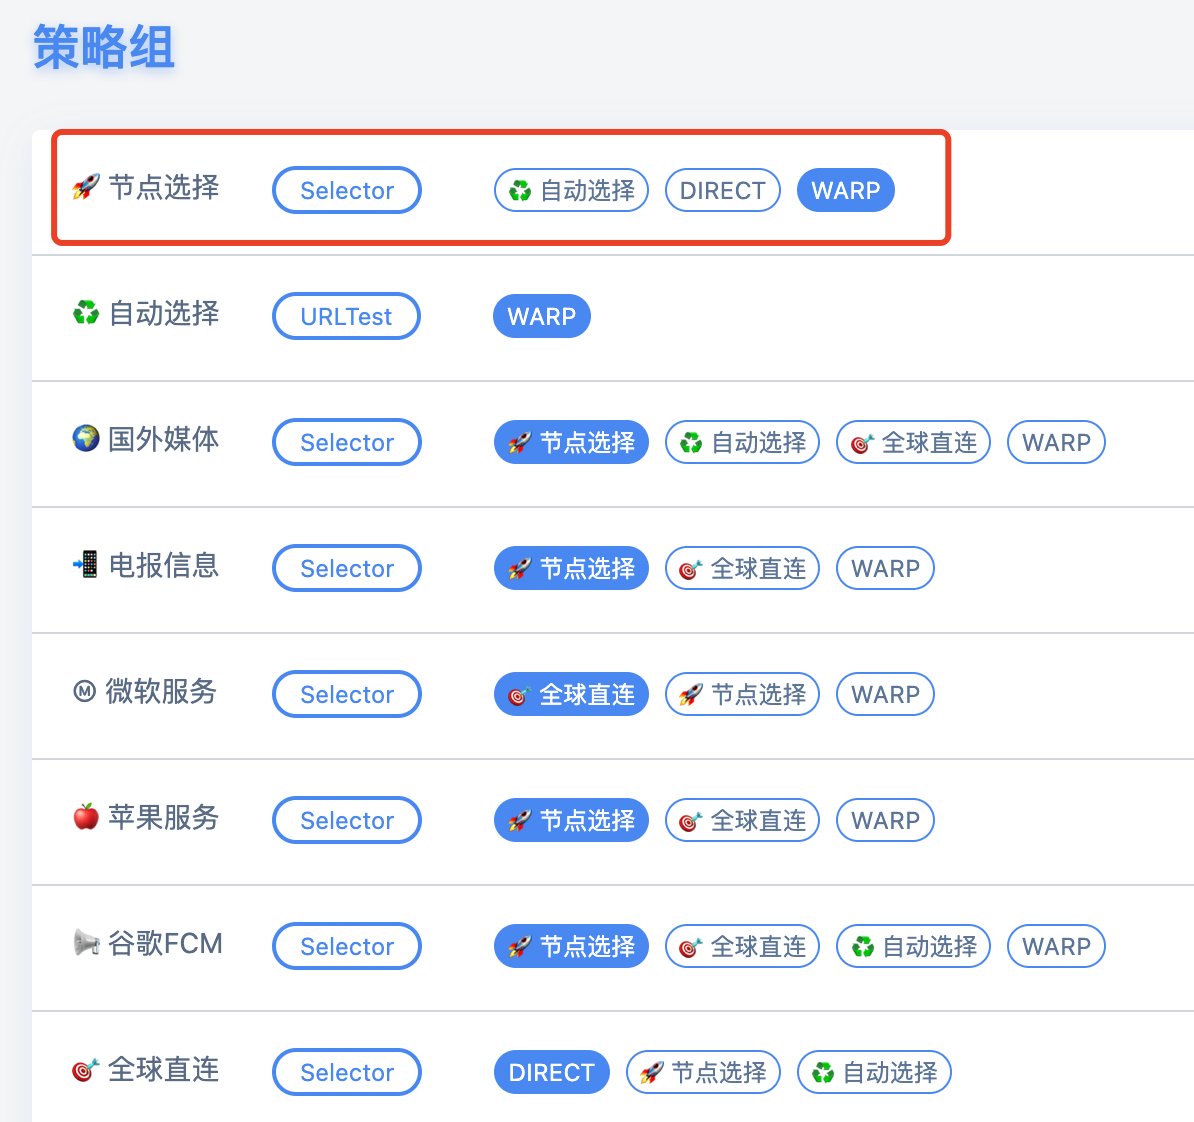 策略组
🚀 节点选择 Selector ♻️ 自动选择 DIRECT WARP
♻️ 自动选择 URLTest WARP
🌍 国外媒体 Selector 🚀 节点选择 ♻️ 自动选择 🎯 全球直连 WARP
📲 电报信息 Selector 🚀 节点选择 🎯 全球直连 WARP
Ⓜ️ 微软服务 Selector 🎯 全球直连 🚀 节点选择 WARP
🍎 苹果服务 Selector 🚀 节点选择 🎯 全球直连 WARP
📢 谷歌FCM Selector 🚀 节点选择 🎯 全球直连 ♻️ 自动选择 WARP
🎯 全球直连 Selector DIRECT 🚀 节点选择 ♻️ 自动选择